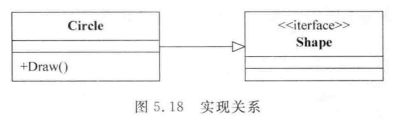 Circle
+Draw()
<<iterface>>
Shape
图 5.18 实现关系